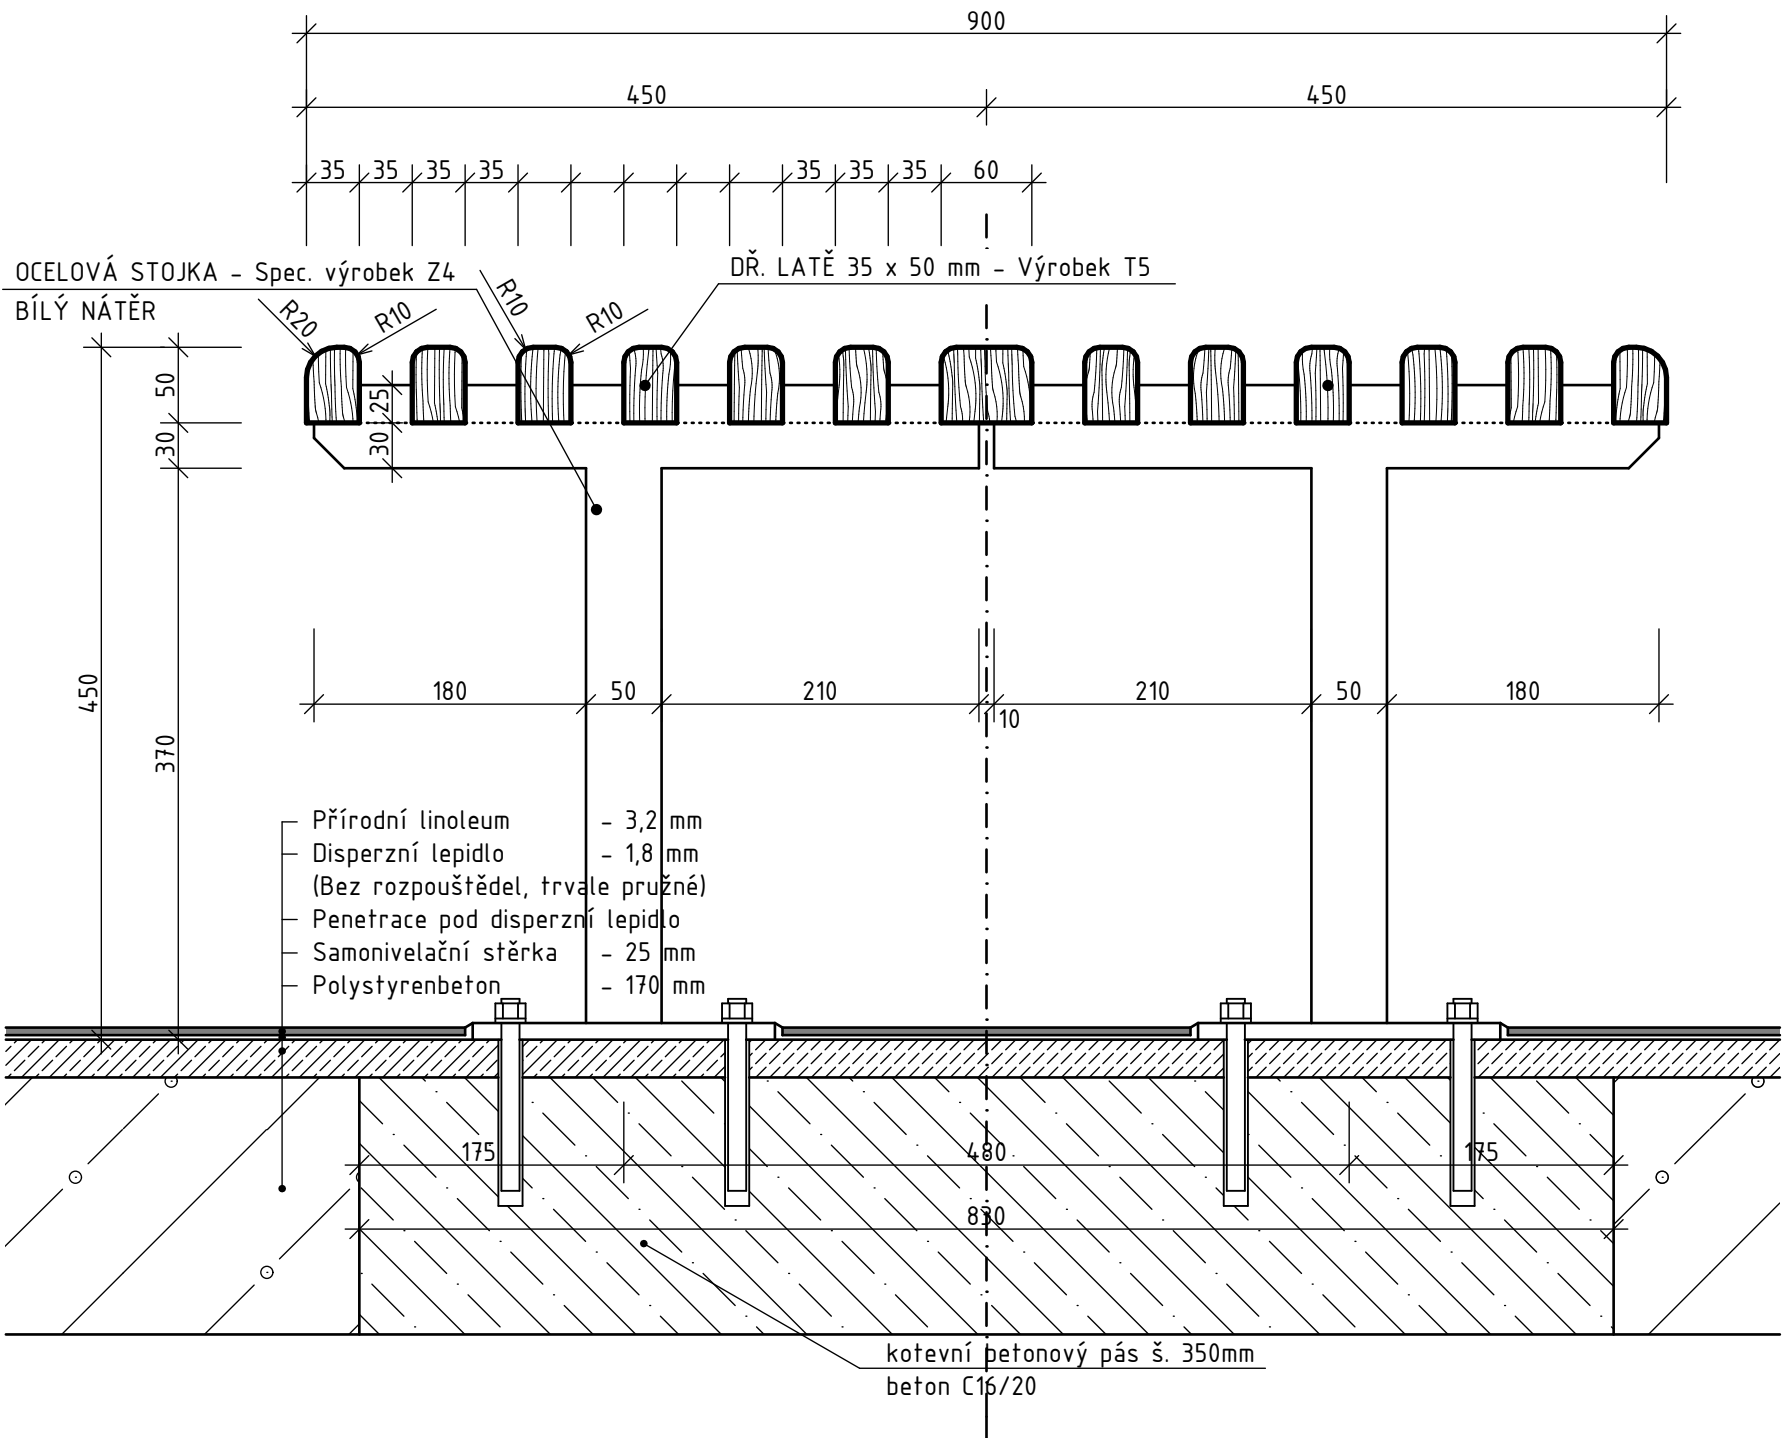 900
450 450
35 35 35 35 35 35 35 60
OCELOVÁ STOJKA - Spec. výrobek Z4
BÍLÝ NÁTĚR
DŘ. LATĚ 35 x 50 mm - Výrobek T5
R20 R10 R10 R10
50 25
30 30
450
370
180 50 210 210 50 180
10
Přírodní linoleum - 3,2 mm
Disperzní lepidlo - 1,8 mm
(Bez rozpouštědel, trvale pružné)
Penetrace pod disperzní lepidlo
Samonivelační stěrka - 25 mm
Polystyrenbeton - 170 mm
175 480 175
830
kotevní betonový pás š. 350mm
beton C16/20